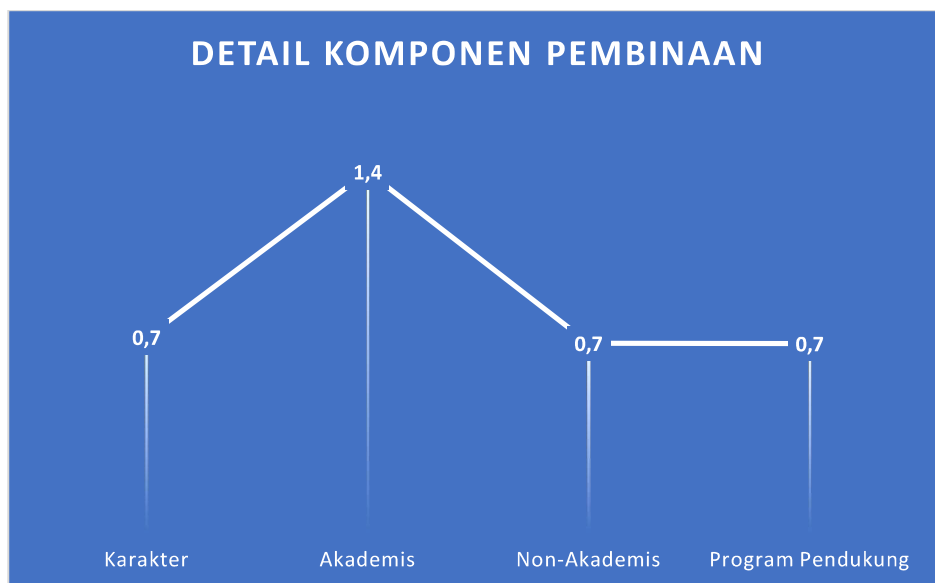 DETAIL KOMPONEN PEMBINAAN
1,4
0,7
0,7
0,7
Karakter
Akademis
Non-Akademis
Program Pendukung